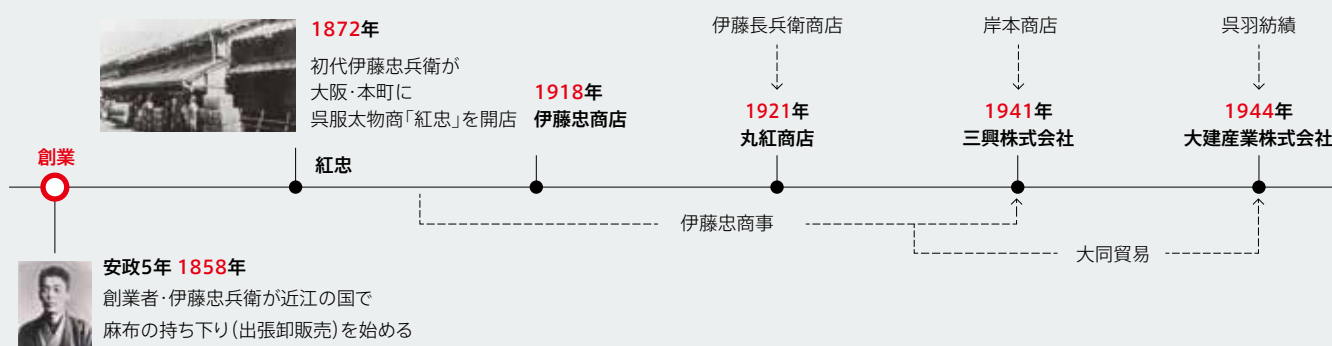 創業
安政5年 1858年
創業者・伊藤忠兵衛が近江の国で
麻布の持ち下り(出張卸販売)を始める
1872年
初代伊藤忠兵衛が
大阪・本町に
呉服太物商「紅忠」を開店
紅忠
1918年
伊藤忠商店
伊藤長兵衛商店
1921年
丸紅商店
伊藤忠商事
岸本商店
1941年
三興株式会社
大同貿易
呉羽紡績
1944年
大建産業株式会社